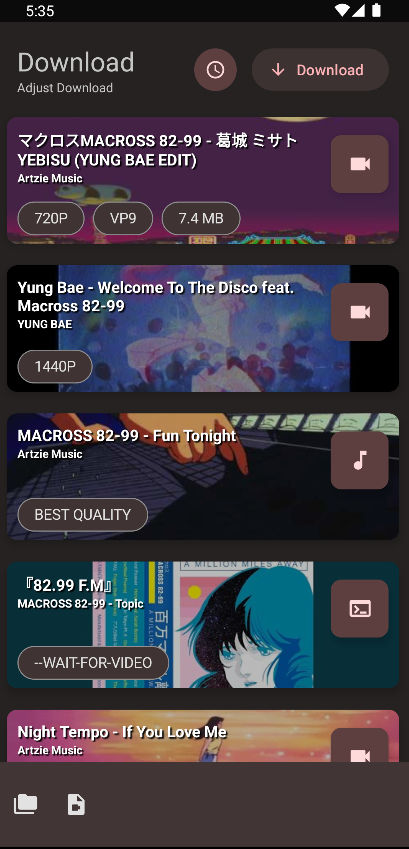 5:35
Download
Adjust Download
Download
マクロスMACROSS 82-99 - 葛城 ミサト
YEBISU (YUNG BAE EDIT)
Artzie Music
720P
VP9
7.4 MB
Yung Bae - Welcome To The Disco feat.
Macross 82-99
YUNG BAE
1440P
MACROSS 82-99 - Fun Tonight
Artzie Music
BEST QUALITY
A MILLION MILES AWAY
『82.99 F.M』
MACROSS 82-99 - Topic
--WAIT-FOR-VIDEO
Night Tempo - If You Love Me
Artzie Music